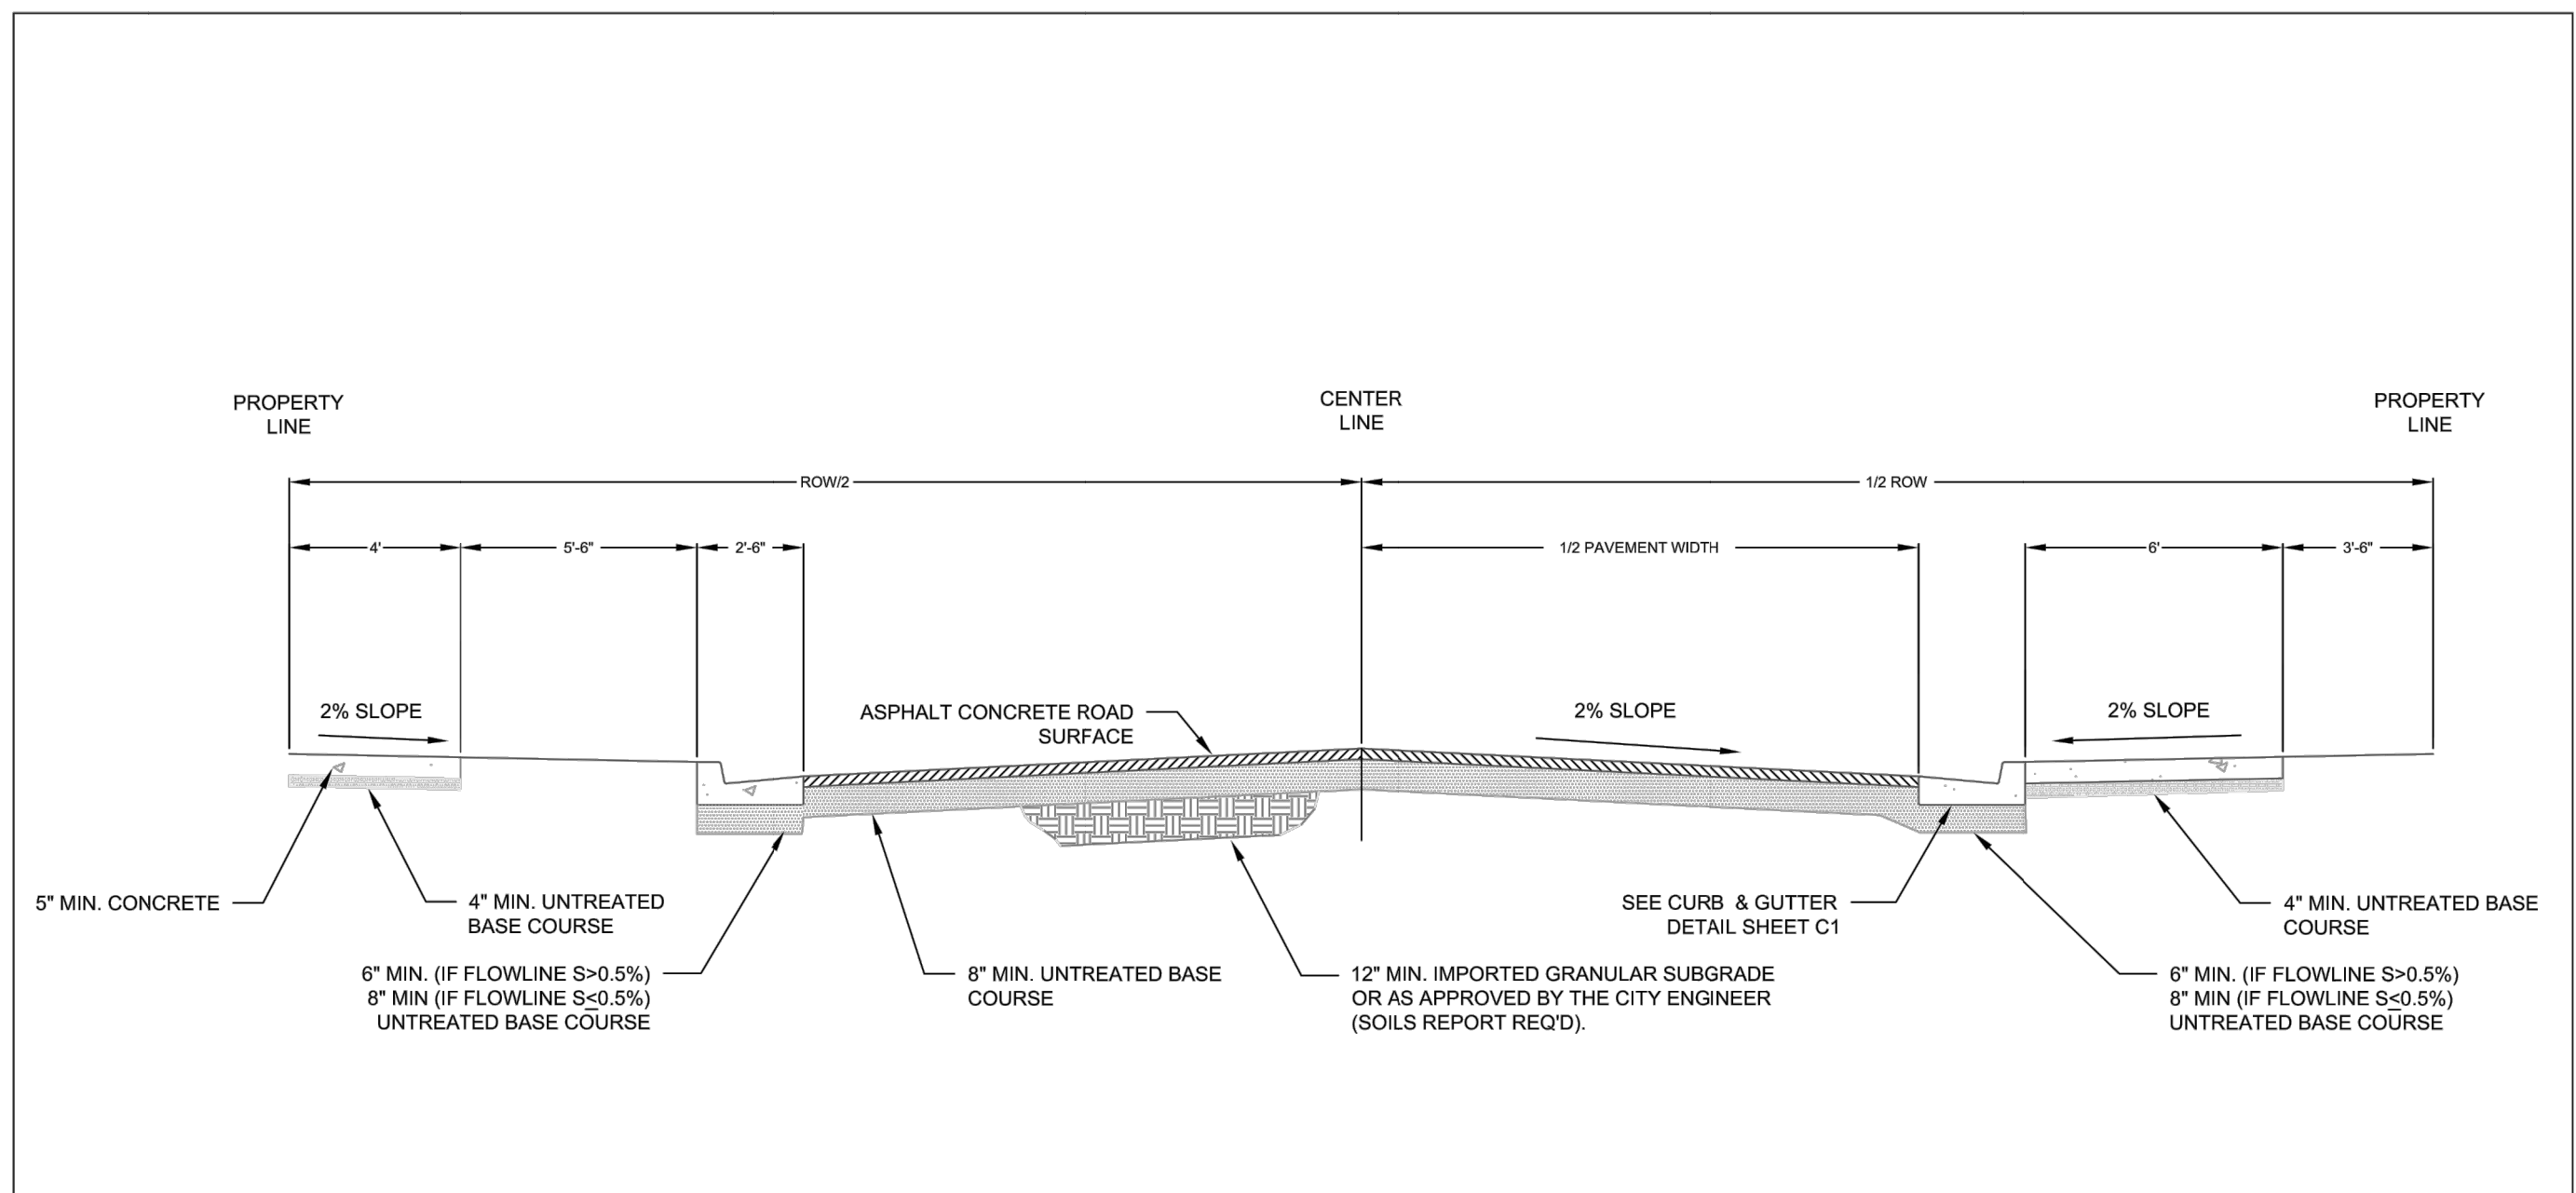 PROPERTY
LINE
CENTER
LINE
PROPERTY
LINE
ROW/2
1/2 ROW
4'
5'-6"
2'-6"
1/2 PAVEMENT WIDTH
6'
3'-6"
2% SLOPE
ASPHALT CONCRETE ROAD
SURFACE
2% SLOPE
2% SLOPE
5" MIN. CONCRETE
4" MIN. UNTREATED
BASE COURSE
6" MIN. (IF FLOWLINE S>0.5%)
8" MIN (IF FLOWLINE S≤0.5%)
UNTREATED BASE COURSE
8" MIN. UNTREATED BASE
COURSE
12" MIN. IMPORTED GRANULAR SUBGRADE
OR AS APPROVED BY THE CITY ENGINEER
(SOILS REPORT REQ'D).
SEE CURB & GUTTER
DETAIL SHEET C1
4" MIN. UNTREATED BASE
COURSE
6" MIN. (IF FLOWLINE S>0.5%)
8" MIN (IF FLOWLINE S≤0.5%)
UNTREATED BASE COURSE